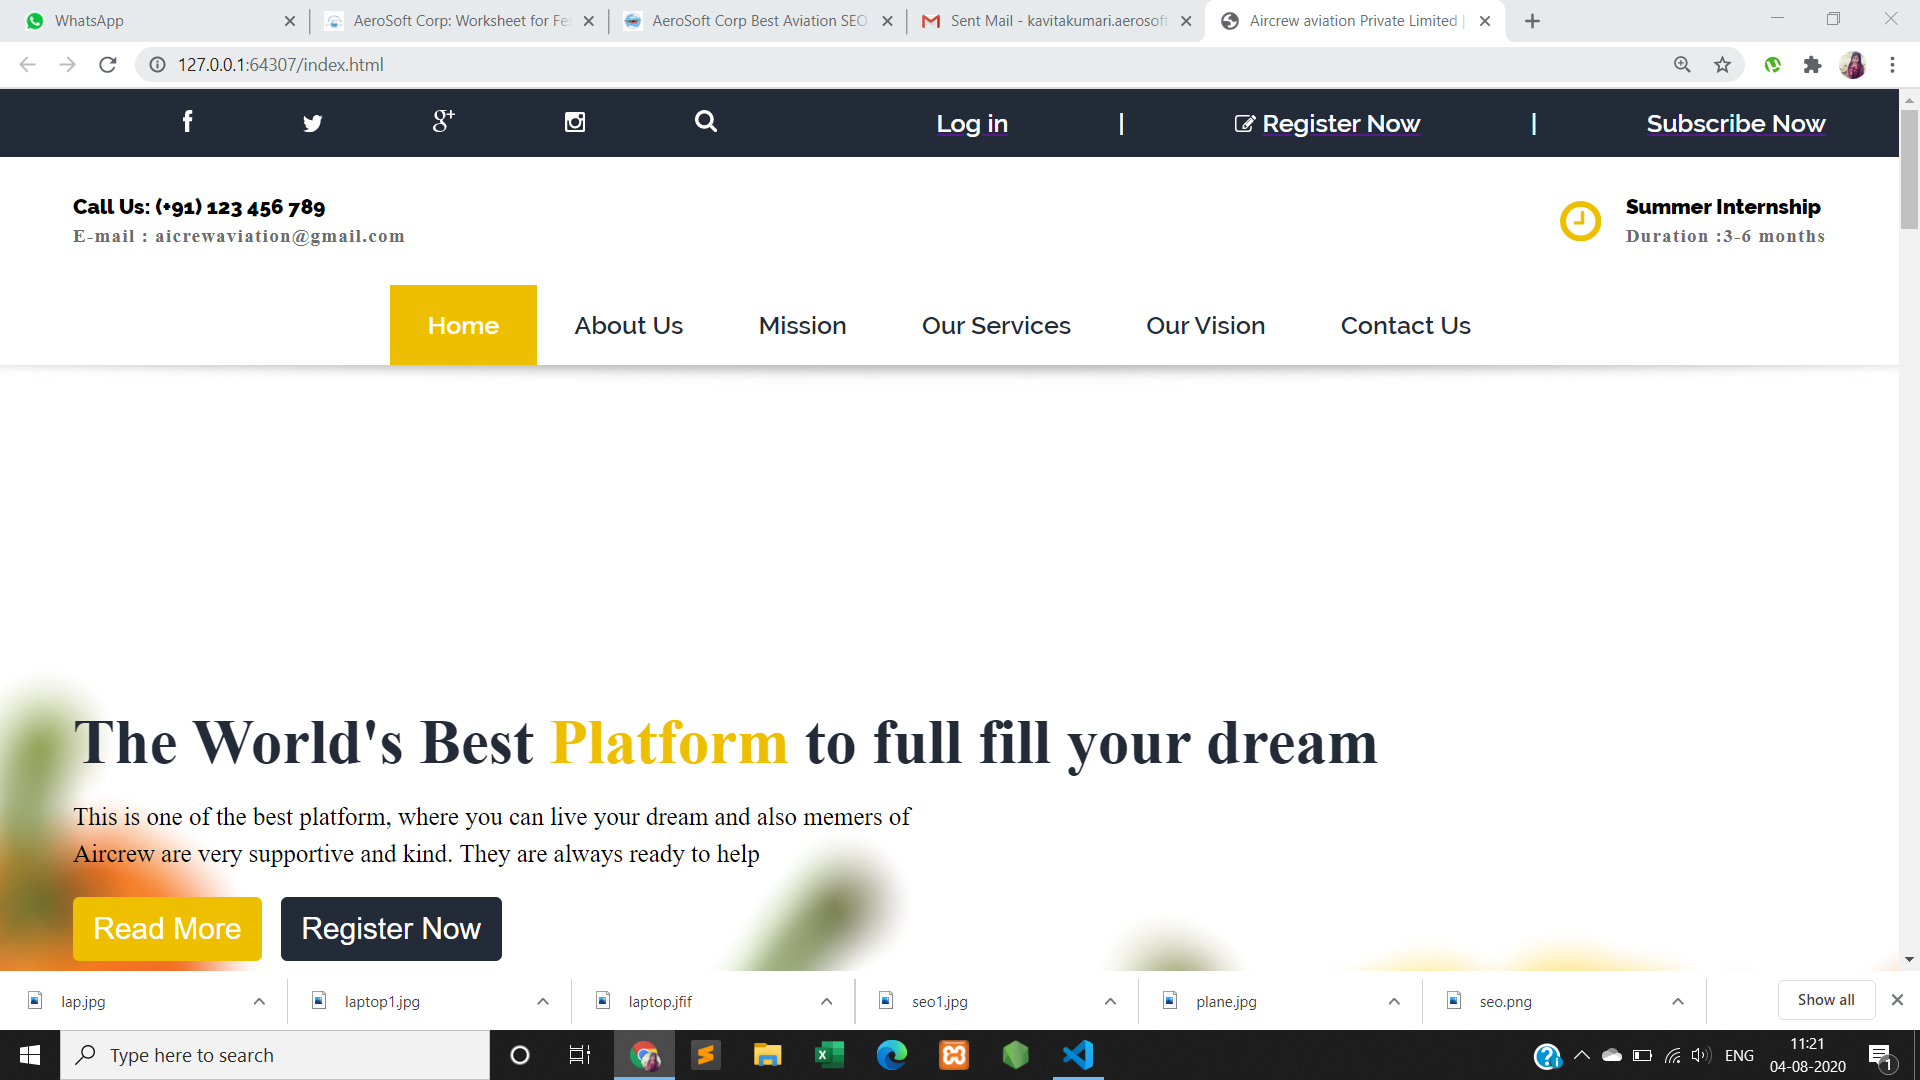 WhatsApp
AeroSoft Corp: Worksheet for Fes
AeroSoft Corp Best Aviation SEO
Sent Mail - kavitakumari.aerosoft
Aircrew aviation Private Limited |
127.0.0.1:64307/index.html
Log in | Register Now | Subscribe Now
Call Us: (+91) 123 456 789
E-mail : aicrewaviation@gmail.com
Summer Internship
Duration :3-6 months
Home About Us Mission Our Services Our Vision Contact Us
The World's Best Platform to full fill your dream
This is one of the best platform, where you can live your dream and also memers of
Aircrew are very supportive and kind. They are always ready to help
Read More Register Now
lap.jpg laptop1.jpg laptop.jfif seo1.jpg plane.jpg seo.png Show all
Type here to search
ENG
11:21
04-08-2020
1